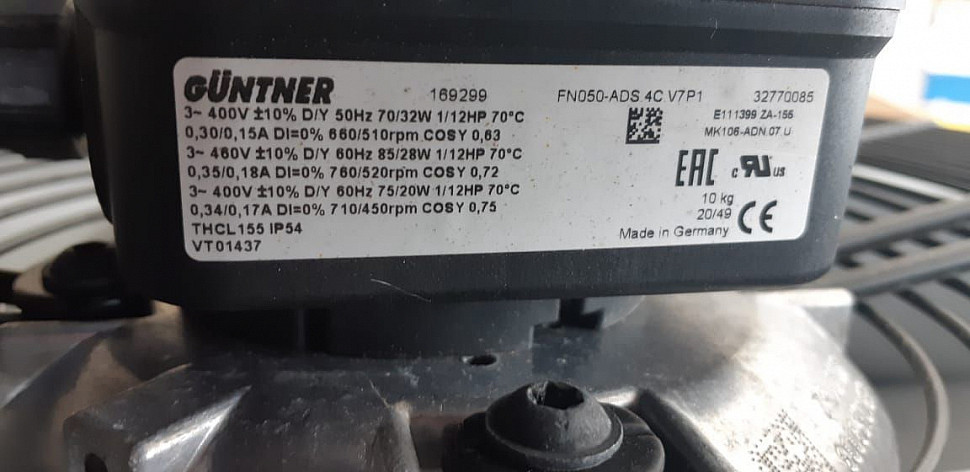 GÜNTNER 169299 FN050-ADS.4C.V7P1 32770085
3~ 400V ±10% D/Y 50Hz 70/32W 1/12HP 70°C
0,30/0,15A DI=0% 660/510rpm COSY 0,63
3~ 460V ±10% D/Y 60Hz 85/28W 1/12HP 70°C
0,35/0,18A DI=0% 760/520rpm COSY 0,72
3~ 400V ±10% D/Y 60Hz 75/20W 1/12HP 70°C
0,34/0,17A DI=0% 710/450rpm COSY 0,75
THCL155 IP54
VT01437
E111399 ZA-155
MK106-ADN.07.U
EAC c RU us
10 kg
20/49 CE
Made in Germany